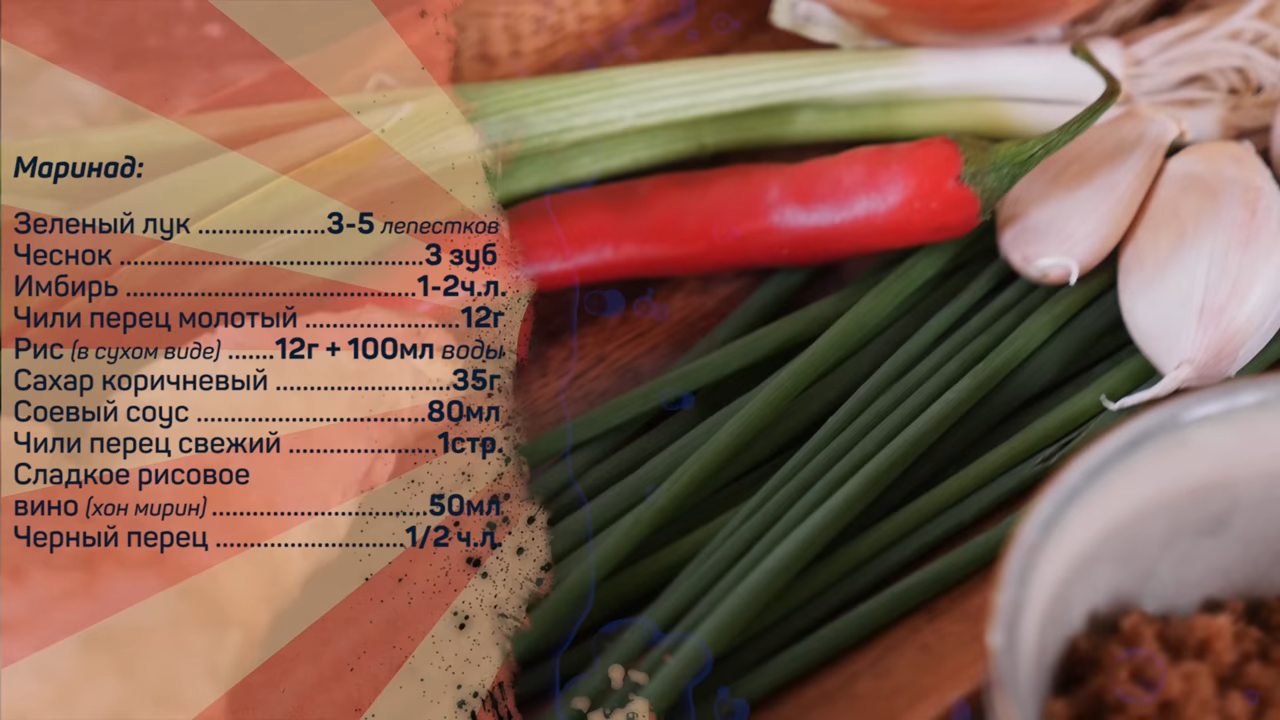 Маринад:
Зеленый лук ..................3-5 лепестков
Чеснок ...........................................3 зуб
Имбирь .........................................1-2ч.л.
Чили перец молотый ......................12г
Рис (в сухом виде) .......12г + 100мл воды
Сахар коричневый .........................35г
Соевый соус .................................80мл
Чили перец свежий .....................1стр.
Сладкое рисовое
вино (хон мирин) ...............................50мл
Черный перец ...........................1/2 ч.л.